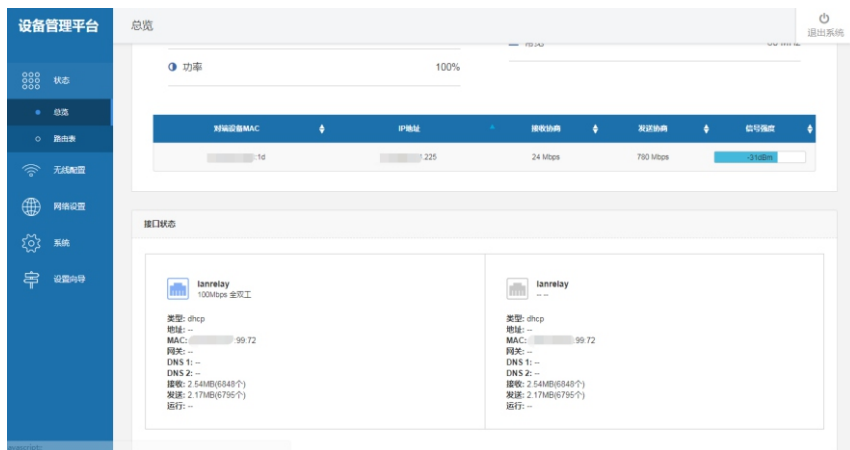 设备管理平台
总览
退出系统
状态
总览
路由表
无线配置
网络设置
系统
设置向导
功率 100%
对端设备MAC IP地址 接收协商 发送协商 信号强度
:1d 1.225 24 Mbps 780 Mbps -31dBm
接口状态
lanrelay
100Mbps 全双工
类型: dhcp
地址: --
MAC: :99:72
网关: --
DNS 1: --
DNS 2: --
接收: 2.54MB(6848个)
发送: 2.17MB(6795个)
运行: --
lanrelay
-- --
类型: dhcp
地址: --
MAC: :99:72
网关: --
DNS 1: --
DNS 2: --
接收: 2.54MB(6848个)
发送: 2.17MB(6795个)
运行: --